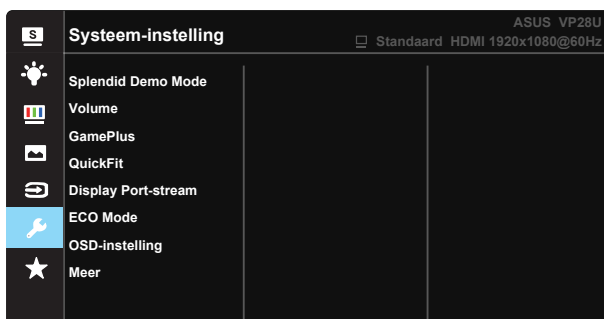 S
Systeem-instelling
ASUS VP28U
Standaard HDMI 1920x1080@60Hz
Splendid Demo Mode
Volume
GamePlus
QuickFit
Display Port-stream
ECO Mode
OSD-instelling
Meer